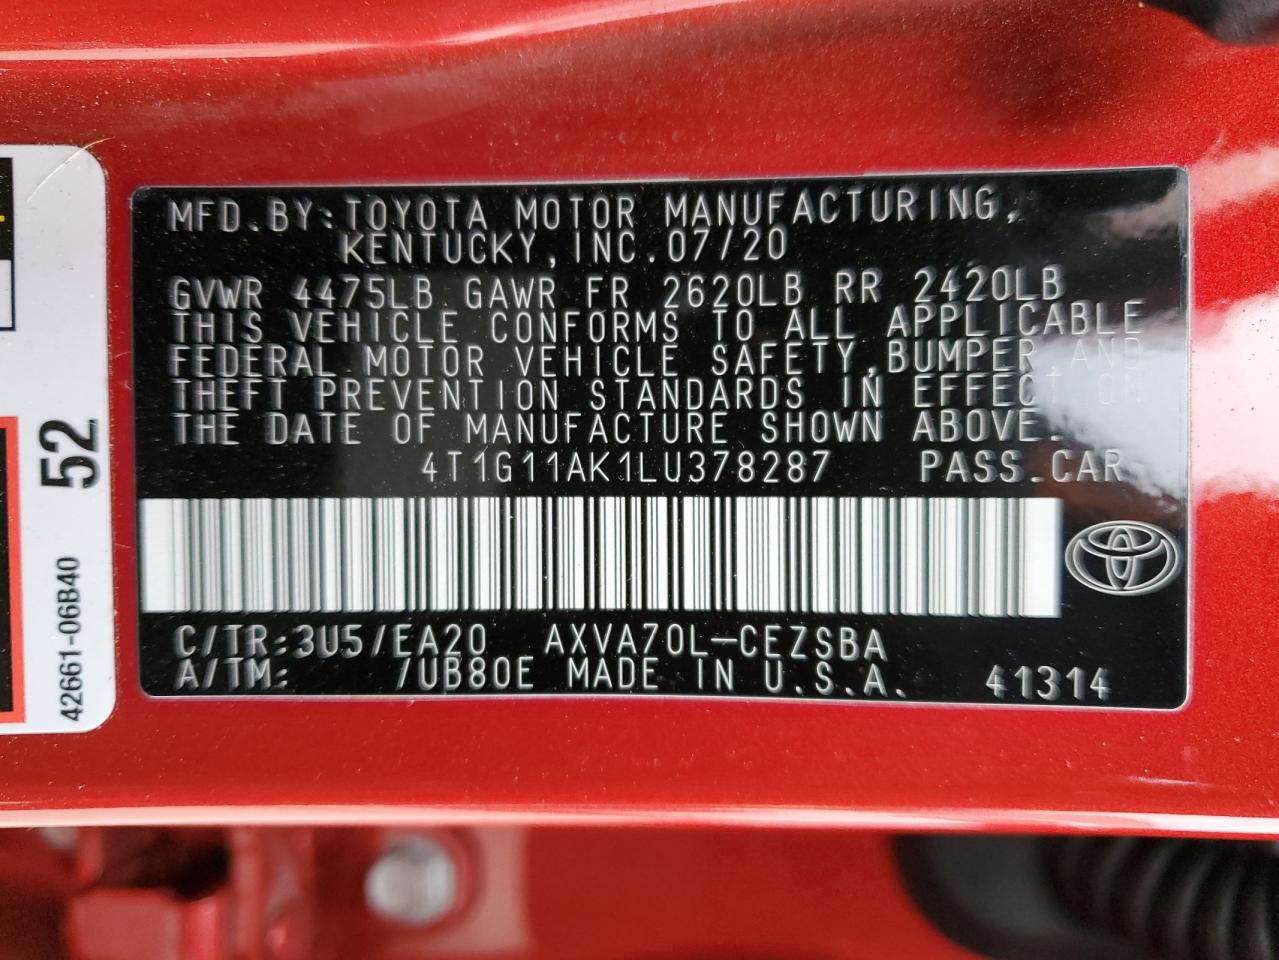 MFD.BY:TOYOTA MOTOR MANUFACTURING,
KENTUCKY,INC.07/20
GVWR 4475LB GAWR FR 2620LB RR 2420LB
THIS VEHICLE CONFORMS TO ALL APPLICABLE
FEDERAL MOTOR VEHICLE SAFETY,BUMPER,AND
THEFT PREVENTION STANDARDS IN EFFECT ON
THE DATE OF MANUFACTURE SHOWN ABOVE.
4T1G11AK1LU378287 PASS.CAR
C/TR:3U5/EA20 AXVA70L-CEZSBA
A/TM: /UB80E MADE IN U.S.A. 41314
52
42661-06B40